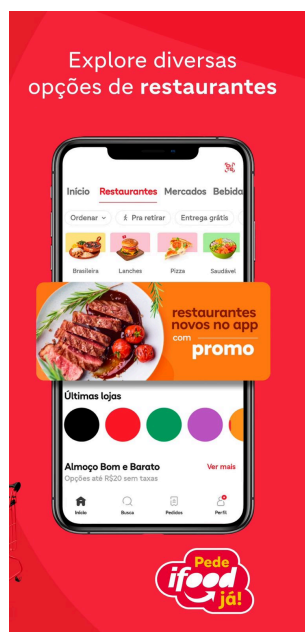 Explore diversas
opções de restaurantes
Início Restaurantes Mercados Bebida
Ordenar Pra retirar Entrega grátis
Brasileira Lanches Pizza Saudável
restaurantes
novos no app
com
promo
Últimas lojas
Almoço Bom e Barato Ver mais
Opções até R$20 sem taxas
Início Busca Pedidos Perfil
Pede
ifood
já!